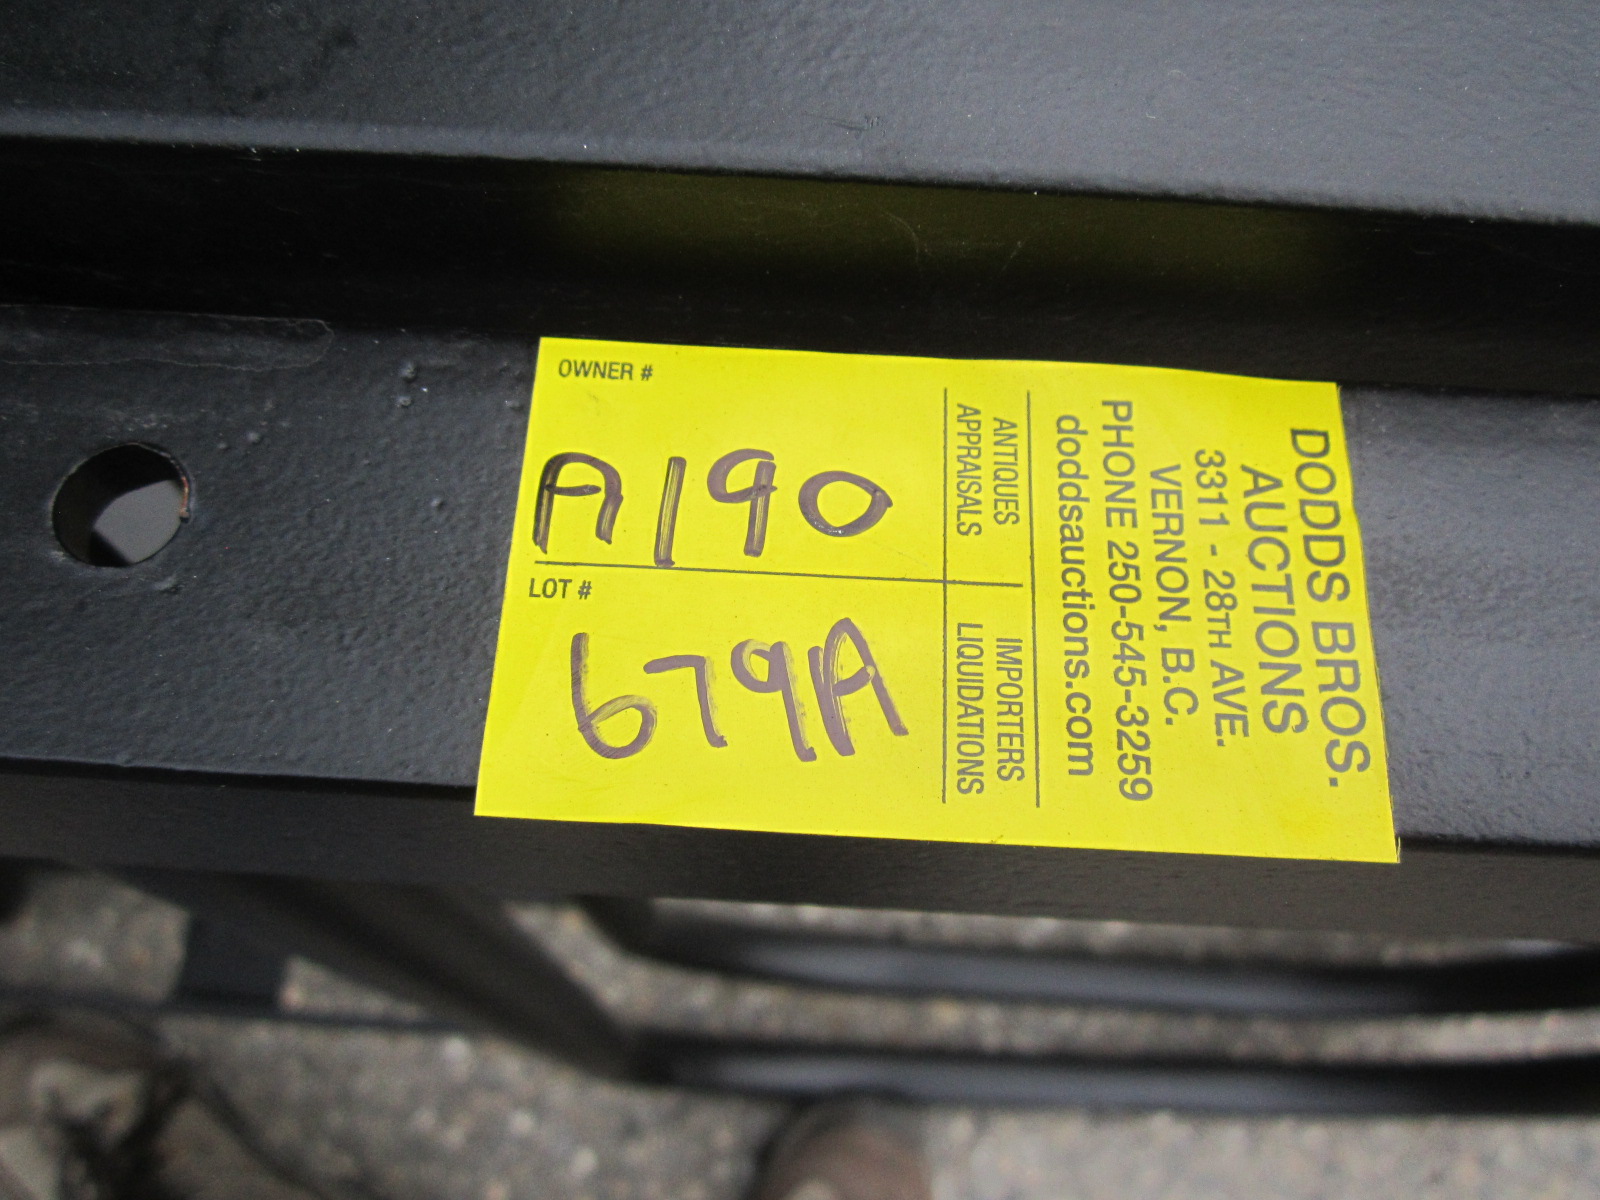 OWNER #
A190
LOT #
679A
DODDS BROS.
AUCTIONS
3311 - 28TH AVE.
VERNON, B.C.
PHONE 250-545-3259
doddsauctions.com
ANTIQUES IMPORTERS
APPRAISALS LIQUIDATIONS